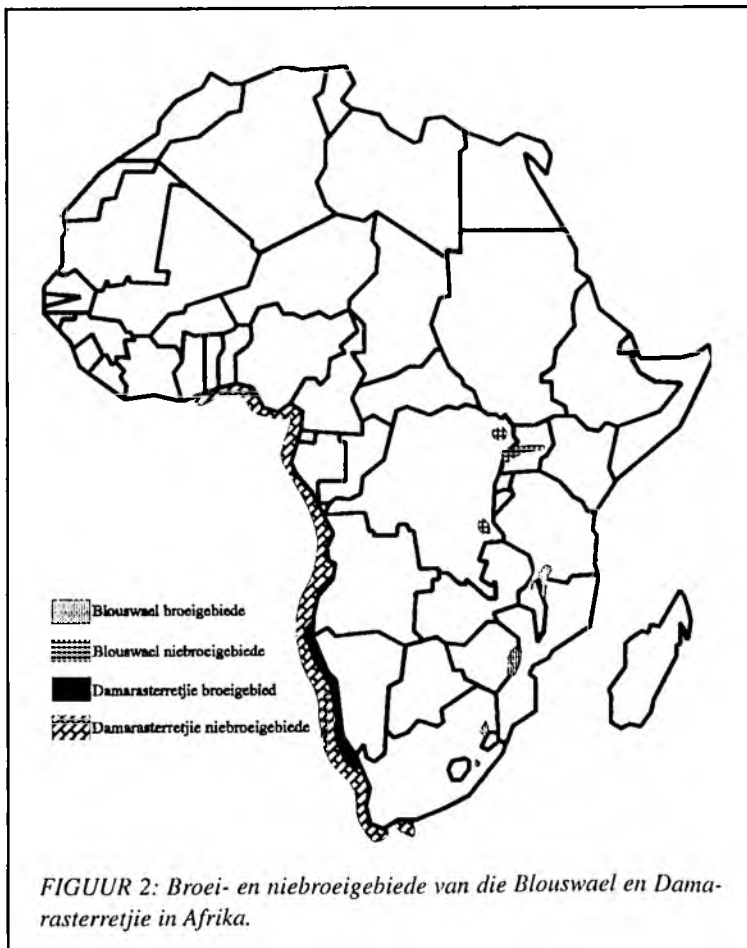 Blouswael broeigebiede
Blouswael niebroeigebiede
Damarasterretjie broeigebied
Damarasterretjie niebroeigebiede
FIGUUR 2: Broei- en niebroeigebiede van die Blouswael en Dama-
rasterretjie in Afrika.